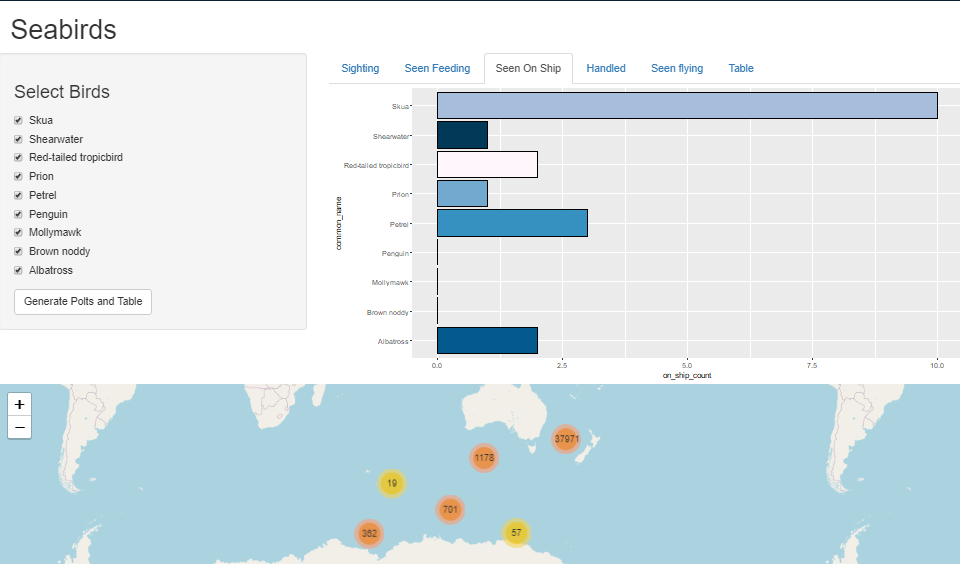 Seabirds
Select Birds
Skua
Shearwater
Red-tailed tropicbird
Prion
Petrel
Penguin
Mollymawk
Brown noddy
Albatross
Generate Polts and Table
Sighting Seen Feeding Seen On Ship Handled Seen flying Table
common_name
Skua
Shearwater
Red-tailed tropicbird
Prion
Petrel
Penguin
Mollymawk
Brown noddy
Albatross
0.0 2.5 5.0 7.5 10.0
on_ship_count
+
−
37971
1178
19
701
362
57